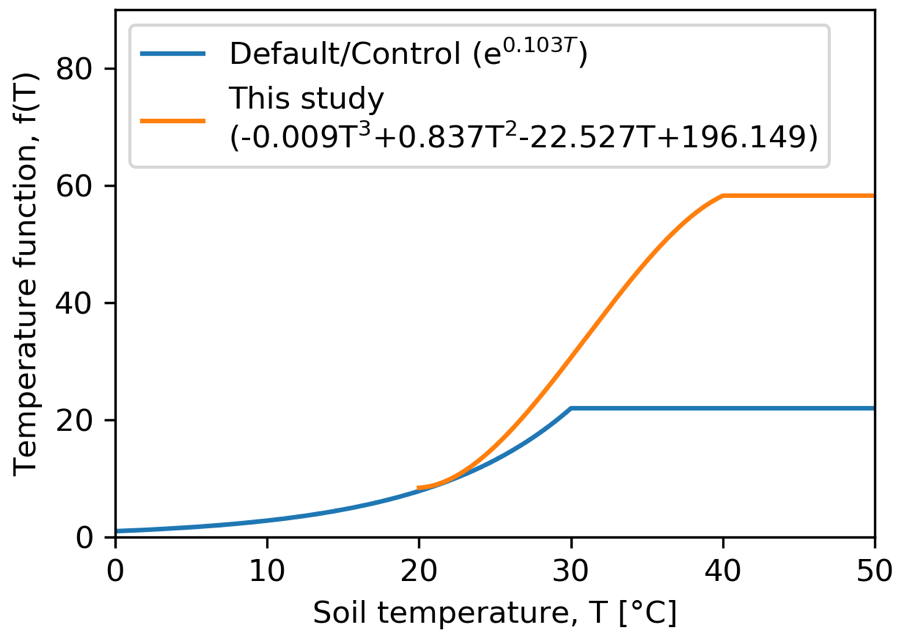 Default/Control (e^0.103T)
This study
(-0.009T³+0.837T²-22.527T+196.149)
Temperature function, f(T)
80
60
40
20
0
0 10 20 30 40 50
Soil temperature, T [°C]